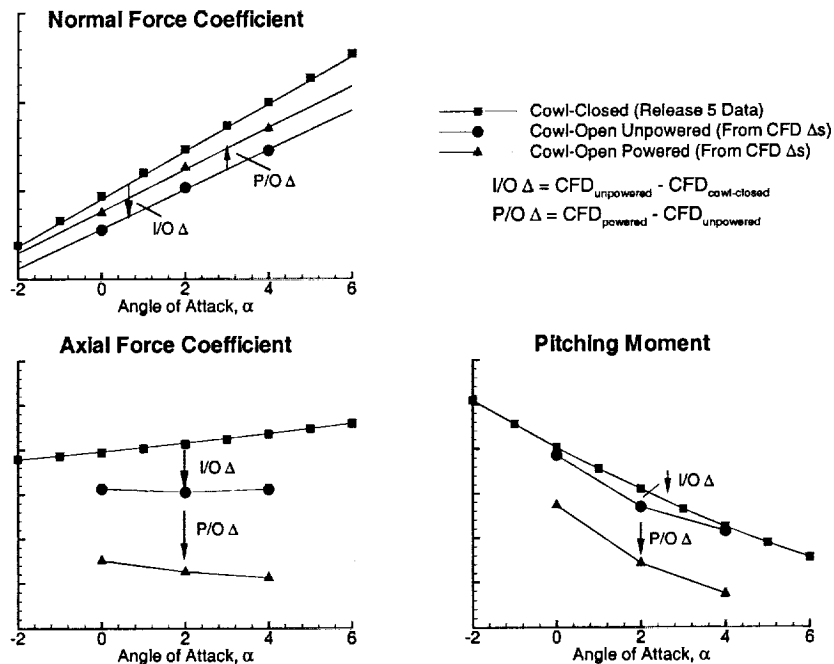 Normal Force Coefficient
P/O Δ
I/O Δ
-2 0 2 4 6
Angle of Attack, α
Cowl-Closed (Release 5 Data)
Cowl-Open Unpowered (From CFD Δs)
Cowl-Open Powered (From CFD Δs)
I/O Δ = CFDunpowered - CFDcowl-closed
P/O Δ = CFDpowered - CFDunpowered
Axial Force Coefficient
I/O Δ
P/O Δ
-2 0 2 4 6
Angle of Attack, α
Pitching Moment
I/O Δ
P/O Δ
-2 0 2 4 6
Angle of Attack, α